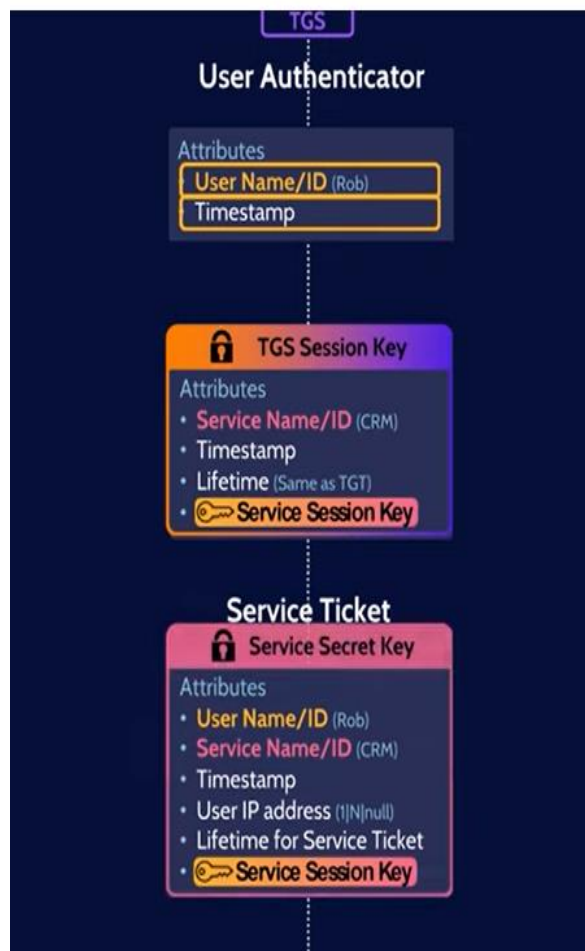 TGS
User Authenticator
Attributes
User Name/ID (Rob)
Timestamp
TGS Session Key
Attributes
• Service Name/ID (CRM)
• Timestamp
• Lifetime (Same as TGT)
• Service Session Key
Service Ticket
Service Secret Key
Attributes
• User Name/ID (Rob)
• Service Name/ID (CRM)
• Timestamp
• User IP address (1|N|null)
• Lifetime for Service Ticket
• Service Session Key